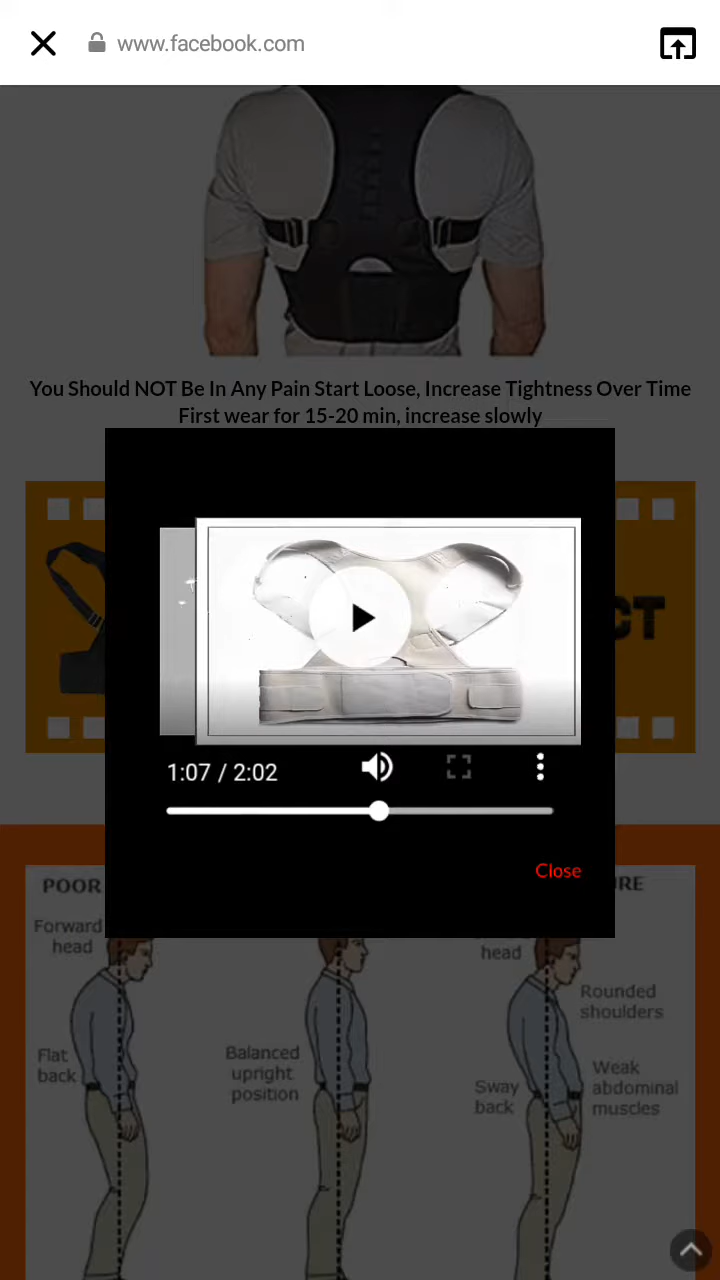 www.facebook.com
You Should NOT Be In Any Pain Start Loose, Increase Tightness Over Time
First wear for 15-20 min, increase slowly
CT
1:07 / 2:02
Close
POOR
RE
Forward
head
head
Rounded
shoulders
Flat
back
Balanced
upright
position
Sway
back
Weak
abdominal
muscles